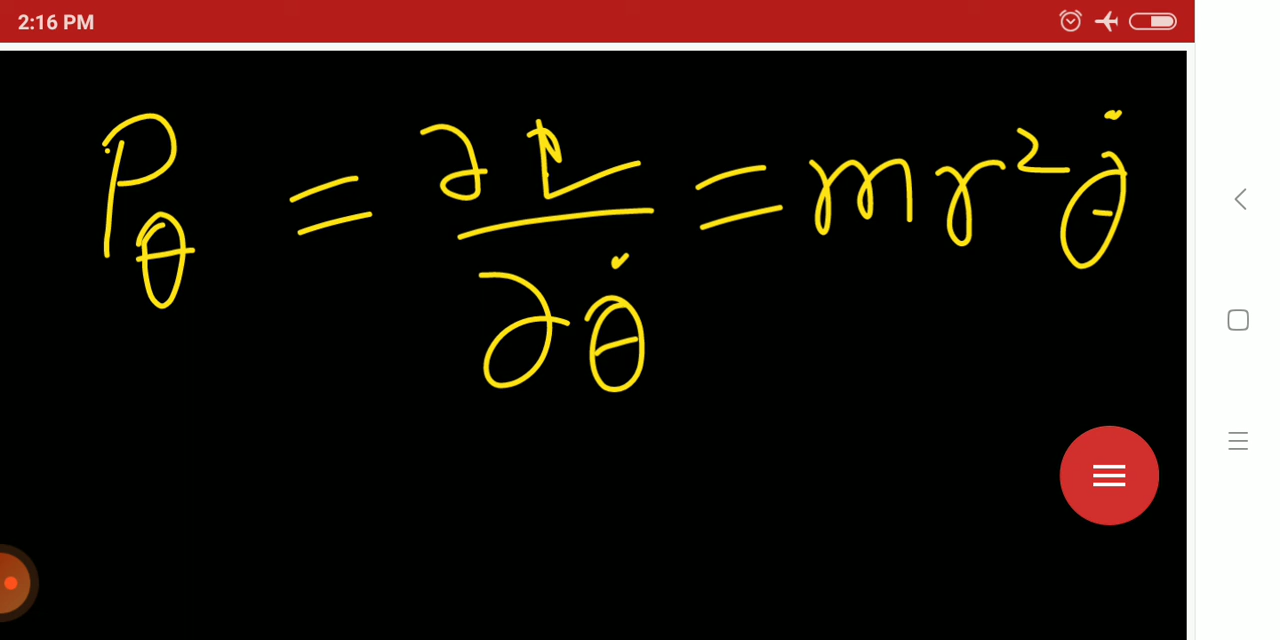 2:16 PM
P_θ = ∂L/∂θ̇ = mr²θ̇